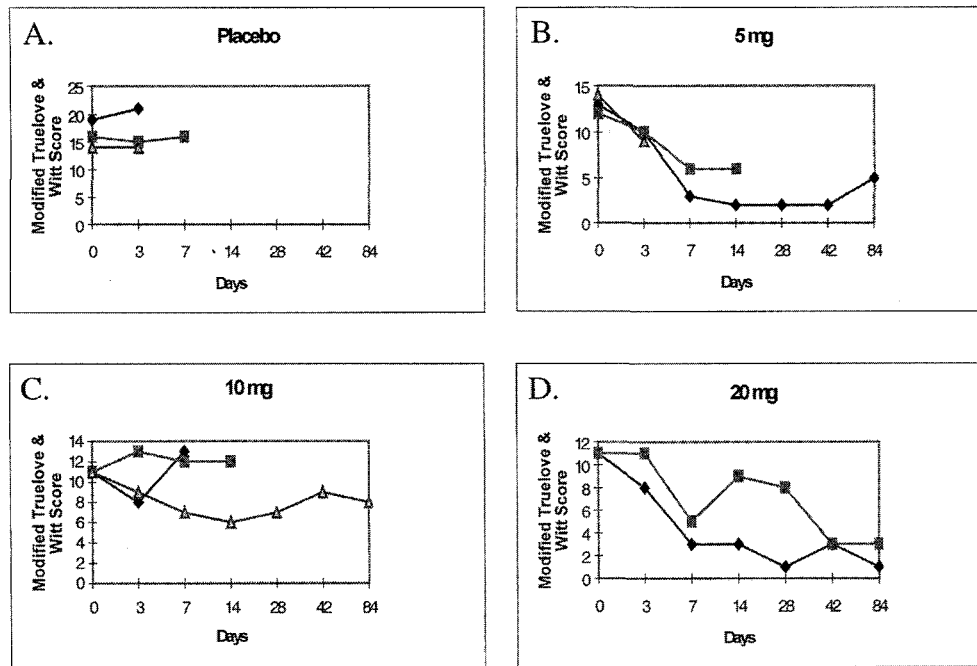 A.
Placebo
Modified Truelove &
Witt Score
25
20
15
10
5
0
0 3 7 14 28 42 84
Days
B.
5 mg
Modified Truelove &
Witt Score
15
10
5
0
0 3 7 14 28 42 84
Days
C.
10 mg
Modified Truelove &
Witt Score
14
12
10
8
6
4
2
0
0 3 7 14 28 42 84
Days
D.
20 mg
Modified Truelove &
Witt Score
12
10
8
6
4
2
0
0 3 7 14 28 42 84
Days